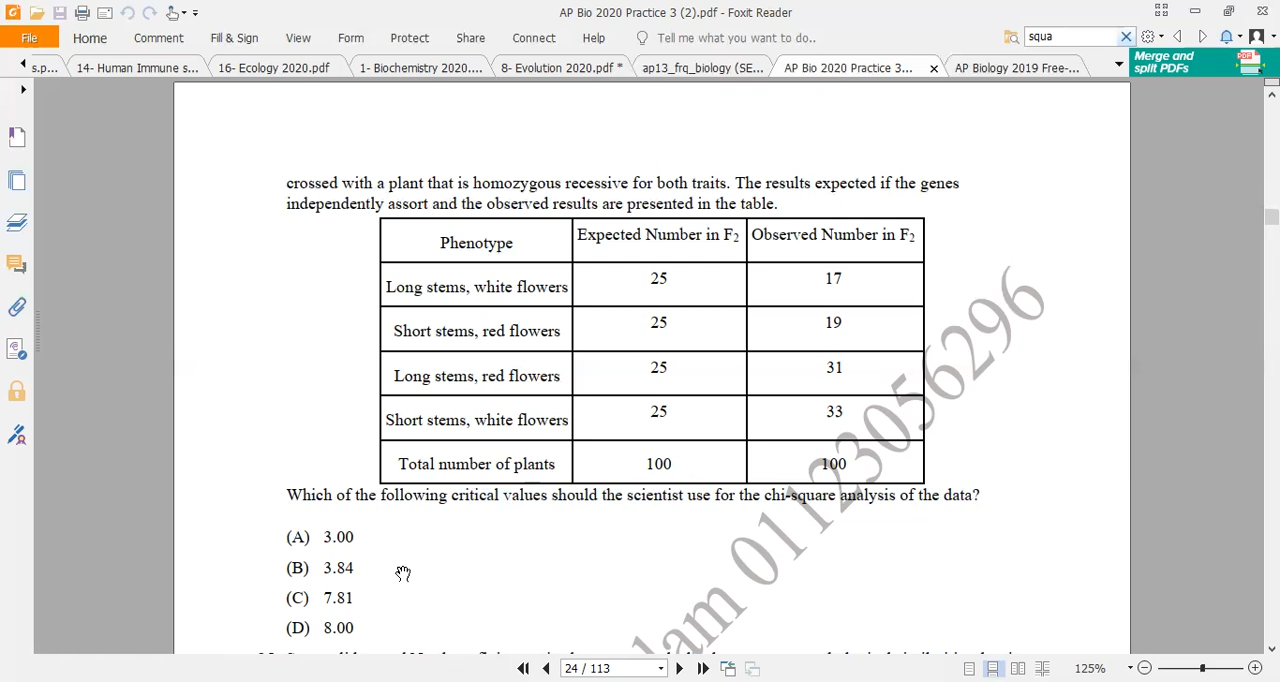 AP Bio 2020 Practice 3 (2).pdf - Foxit Reader
File Home Comment Fill & Sign View Form Protect Share Connect Help Tell me what you want to do.. squa
s.p... 14- Human Immune s... 16- Ecology 2020.pdf 1- Biochemistry (2020.... 8- Evolution 2020.pdf * ap13_frq_biology (SE... AP Bio 2020 Practice 3... AP Biology 2019 Free-...
Merge and
split PDFs
crossed with a plant that is homozygous recessive for both traits. The results expected if the genes
independently assort and the observed results are presented in the table.
Phenotype Expected Number in F2 Observed Number in F2
Long stems, white flowers 25 17
Short stems, red flowers 25 19
Long stems, red flowers 25 31
Short stems, white flowers 25 33
Total number of plants 100 100
Which of the following critical values should the scientist use for the chi-square analysis of the data?
(A) 3.00
(B) 3.84
(C) 7.81
(D) 8.00
01123056296
24 / 113
125%